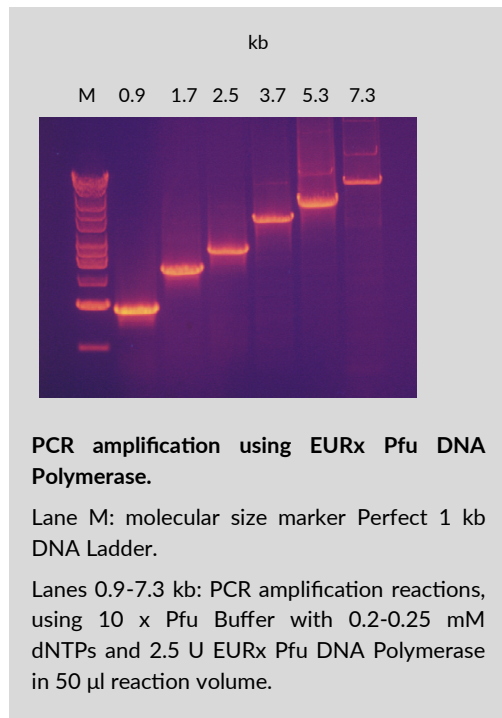 kb
M 0.9 1.7 2.5 3.7 5.3 7.3
PCR amplification using EURx Pfu DNA
Polymerase.
Lane M: molecular size marker Perfect 1 kb
DNA Ladder.
Lanes 0.9-7.3 kb: PCR amplification reactions,
using 10 x Pfu Buffer with 0.2-0.25 mM
dNTPs and 2.5 U EURx Pfu DNA Polymerase
in 50 µl reaction volume.